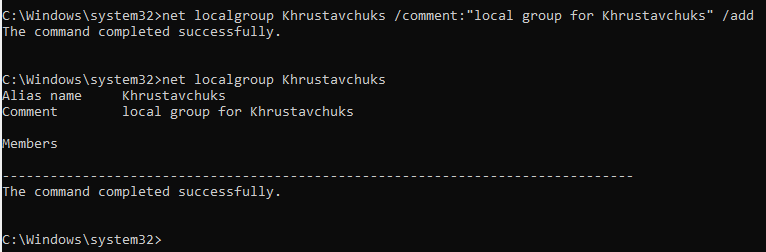 C:\Windows\system32>net localgroup Khrustavchuks /comment:"local group for Khrustavchuks" /add
The command completed successfully.
C:\Windows\system32>net localgroup Khrustavchuks
Alias name     Khrustavchuks
Comment        local group for Khrustavchuks
Members
-------------------------------------------------------------------------------
The command completed successfully.
C:\Windows\system32>